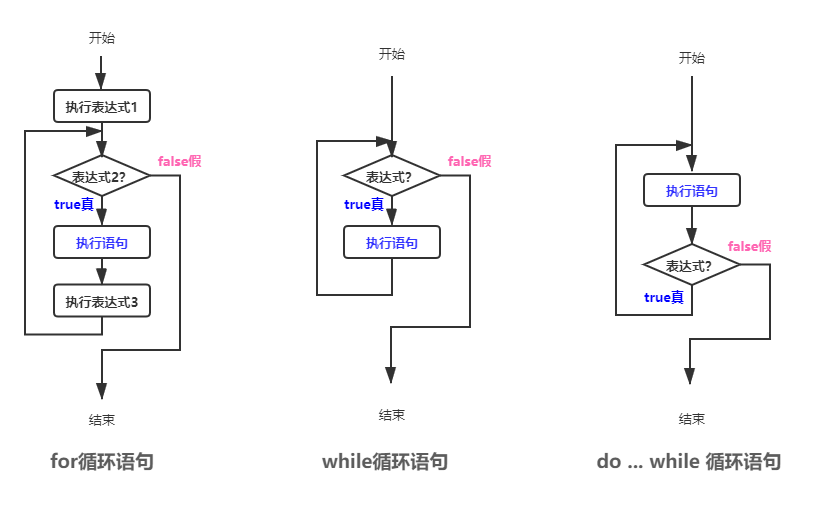 开始
执行表达式1
表达式2?
false假
true真
执行语句
执行表达式3
结束
for循环语句
开始
表达式?
false假
true真
执行语句
结束
while循环语句
开始
执行语句
表达式?
false假
true真
结束
do ... while 循环语句